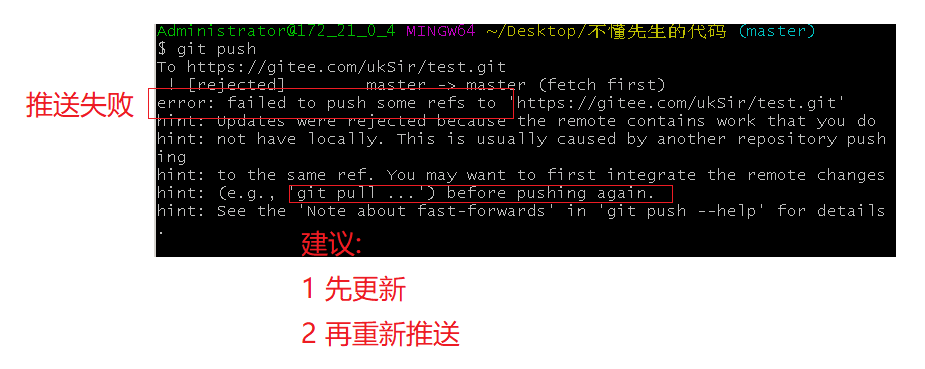 Administrator@172_21_0_4 MINGW64 ~/Desktop/不懂先生的代码 (master)
$ git push
To https://gitee.com/ukSir/test.git
! [rejected] master -> master (fetch first)
推送失败
error: failed to push some refs to 'https://gitee.com/ukSir/test.git'
hint: Updates were rejected because the remote contains work that you do
hint: not have locally. This is usually caused by another repository push
ing
hint: to the same ref. You may want to first integrate the remote changes
hint: (e.g., 'git pull ...') before pushing again.
hint: See the 'Note about fast-forwards' in 'git push --help' for details
.
建议:
1 先更新
2 再重新推送